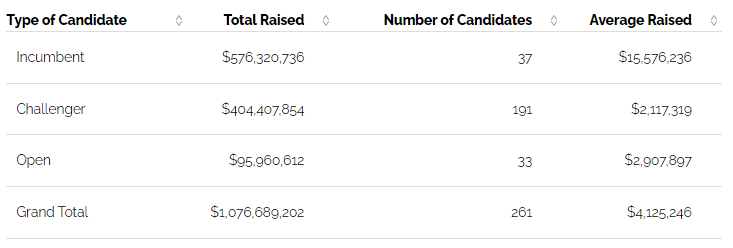 Type of Candidate Total Raised Number of Candidates Average Raised
Incumbent $576,320,736 37 $15,576,236
Challenger $404,407,854 191 $2,117,319
Open $95,960,612 33 $2,907,897
Grand Total $1,076,689,202 261 $4,125,246